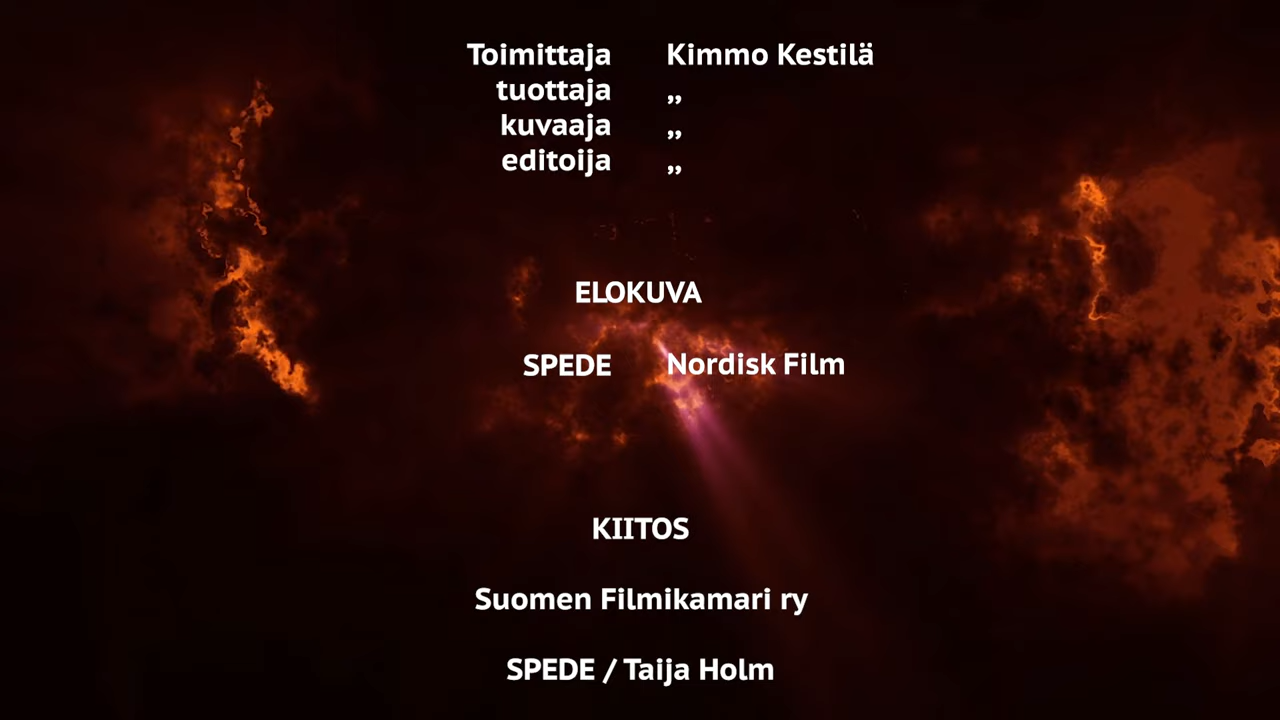 Toimittaja Kimmo Kestilä
tuottaja ,,
kuvaaja ,,
editoija ,,
ELOKUVA
SPEDE Nordisk Film
KIITOS
Suomen Filmikamari ry
SPEDE / Taija Holm